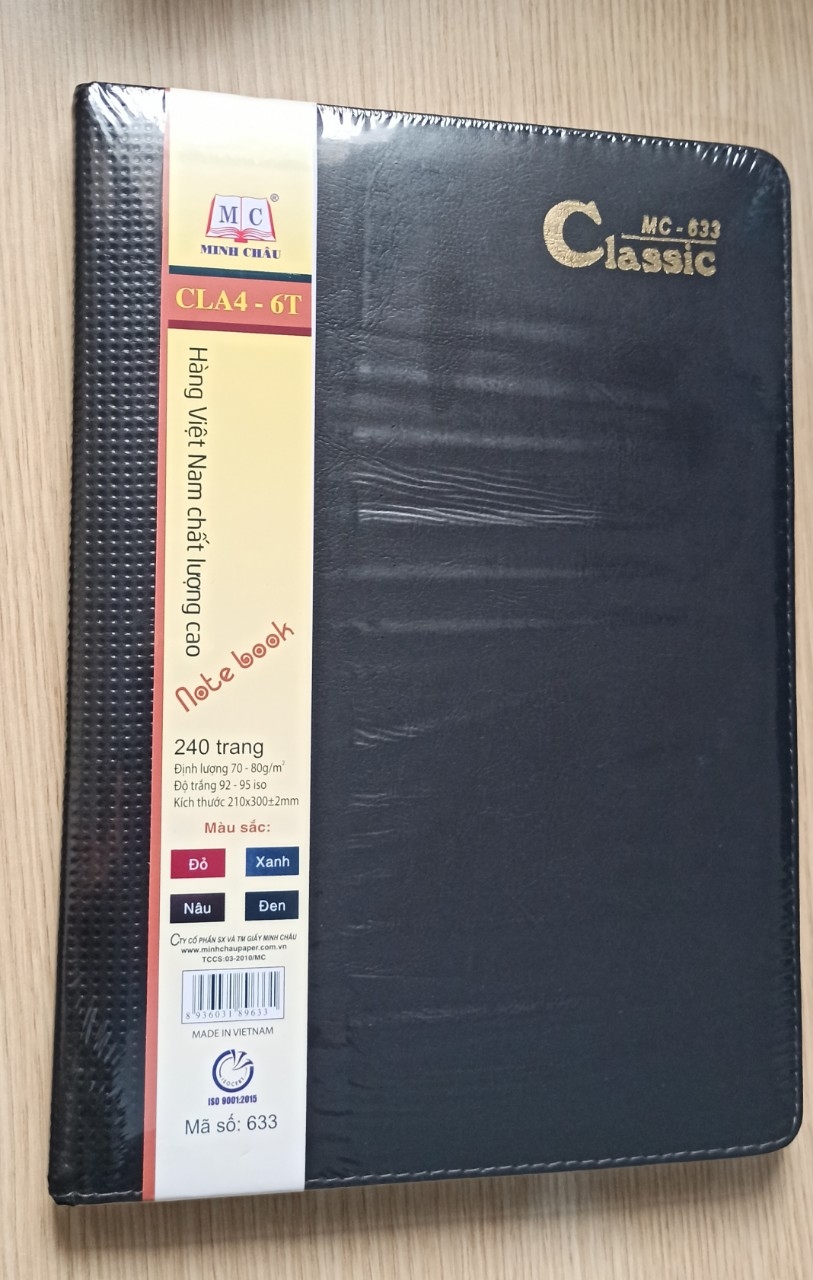 M C ®
MINH CHÂU
CLA4 - 6T
Hàng Việt Nam chất lượng cao
Note book
240 trang
Định lượng 70 - 80g/m²
Độ trắng 92 - 95 iso
Kích thước 210x300±2mm
Màu sắc:
Đỏ Xanh
Nâu Đen
CTY CỔ PHẦN SX VÀ TM GIẤY MINH CHÂU
www.minhchaupaper.com.vn
TCCS:03-2010/MC
8 936031 89633
MADE IN VIETNAM
ISO 9001:2015
Mã số: 633
MC - 633
Classic